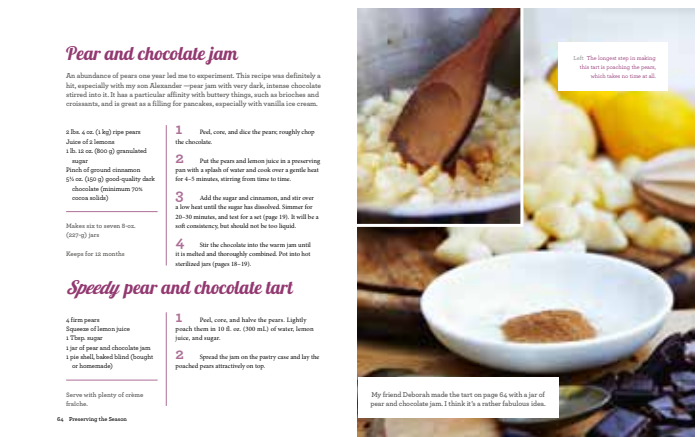 Pear and chocolate jam
An abundance of pears one year led me to experiment. This recipe was definitely a
hit, especially with my son Alexander —pear jam with very dark, intense chocolate
stirred into it. It has a particular affinity with buttery things, such as brioches and
croissants, and is great as a filling for pancakes, especially with vanilla ice cream.
2 lbs. 4 oz. (1 kg) ripe pears
Juice of 2 lemons
1 lb. 12 oz. (800 g) granulated
sugar
Pinch of ground cinnamon
5½ oz. (150 g) good-quality dark
chocolate (minimum 70%
cocoa solids)
Makes six to seven 8-oz.
(227-g) jars
Keeps for 12 months
1 Peel, core, and dice the pears; roughly chop
the chocolate.
2 Put the pears and lemon juice in a preserving
pan with a splash of water and cook over a gentle heat
for 4–5 minutes, stirring from time to time.
3 Add the sugar and cinnamon, and stir over
a low heat until the sugar has dissolved. Simmer for
20–30 minutes, and test for a set (page 19). It will be a
soft consistency, but should not be too liquid.
4 Stir the chocolate into the warm jam until
it is melted and thoroughly combined. Pot into hot
sterilized jars (pages 18–19).
Speedy pear and chocolate tart
4 firm pears
Squeeze of lemon juice
1 Tbsp. sugar
1 jar of pear and chocolate jam
1 pie shell, baked blind (bought
or homemade)
Serve with plenty of crème
fraîche.
1 Peel, core, and halve the pears. Lightly
poach them in 10 fl. oz. (300 mL) of water, lemon
juice, and sugar.
2 Spread the jam on the pastry case and lay the
poached pears attractively on top.
64 Preserving the Season
Left The longest step in making
this tart is poaching the pears,
which takes no time at all.
My friend Deborah made the tart on page 64 with a jar of
pear and chocolate jam. I think it's a rather fabulous idea.